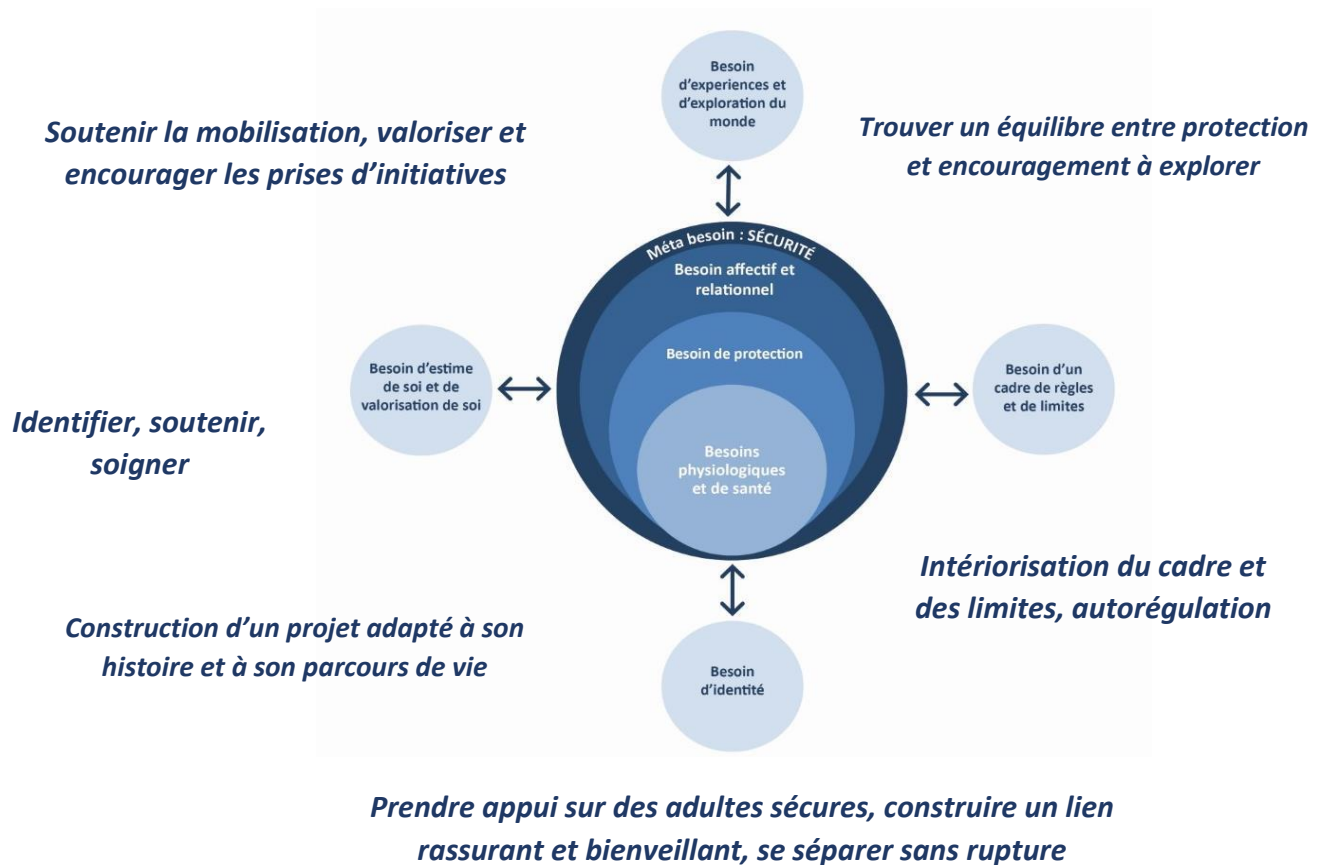 Besoin
d'experiences et
d'exploration du
monde
Soutenir la mobilisation, valoriser et
encourager les prises d'initiatives
Trouver un équilibre entre protection
et encouragement à explorer
Méta besoin : SÉCURITÉ
Besoin affectif et
relationnel
Besoin de protection
Besoins
physiologiques
et de santé
Besoin d'estime
de soi et de
valorisation de soi
Besoin d'un
cadre de règles
et de limites
Identifier, soutenir,
soigner
Intériorisation du cadre et
des limites, autorégulation
Construction d'un projet adapté à son
histoire et à son parcours de vie
Besoin
d'identité
Prendre appui sur des adultes sécures, construire un lien
rassurant et bienveillant, se séparer sans rupture